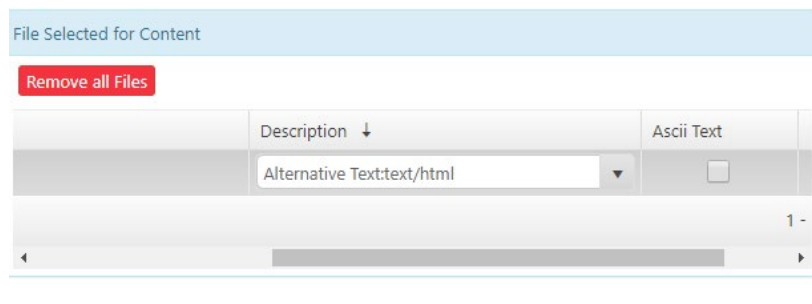 File Selected for Content
Remove all Files
Description ↓ Ascii Text
Alternative Text:text/html
1 -